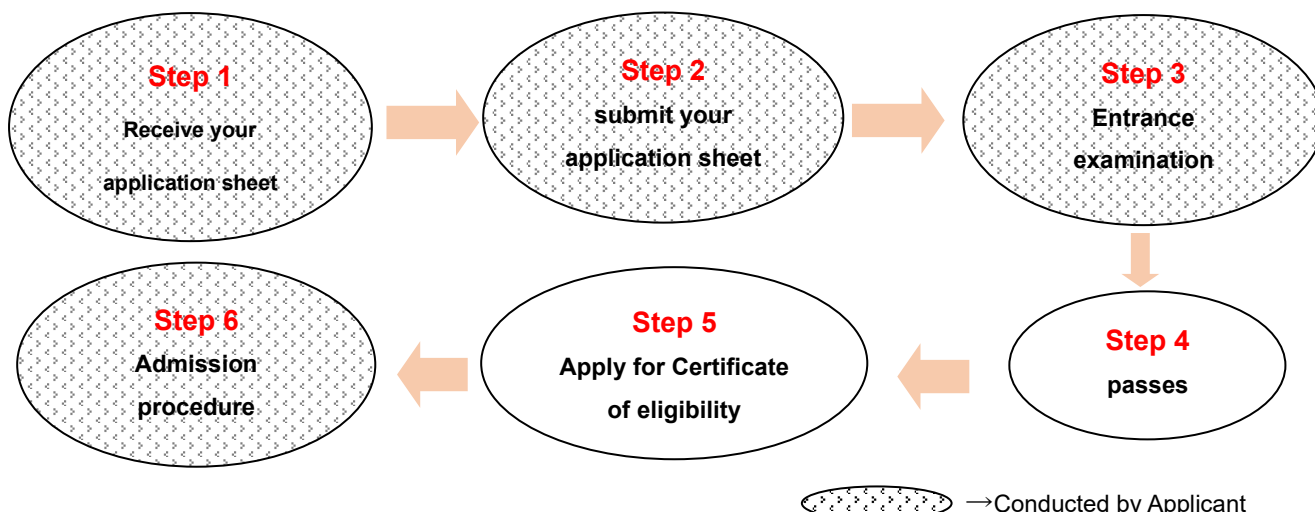 Step 1
Receive your
application sheet
Step 2
submit your
application sheet
Step 3
Entrance
examination
Step 4
passes
Step 5
Apply for Certificate
of eligibility
Step 6
Admission
procedure
→Conducted by Applicant